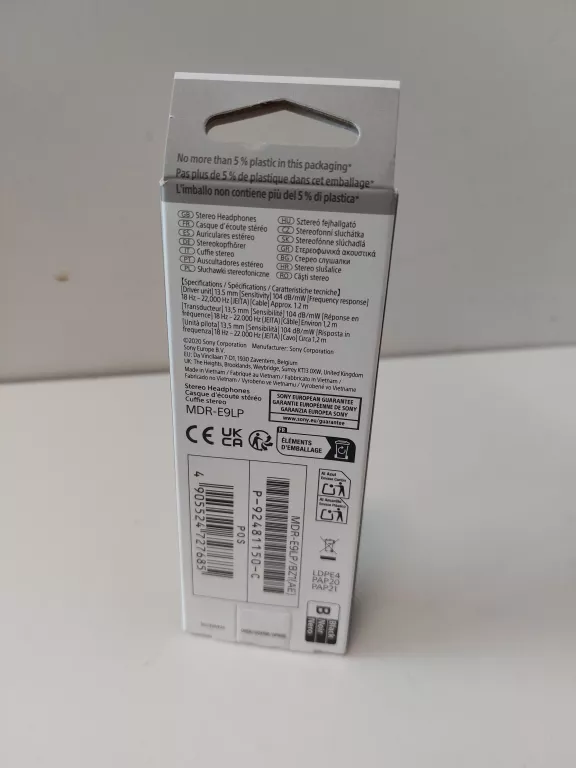 No more than 5 % plastic in this packaging*
Pas plus de 5 % de plastique dans cet emballage*
L'imballo non contiene più del 5 % di plastica*
GB Stereo Headphones
FR Casque d'écoute stéréo
ES Auriculares estéreo
DE Stereokopfhörer
IT Cuffie stereo
PT Auscultadores estéreo
PL Słuchawki stereofoniczne
HU Sztereó fejhallgató
CZ Stereofonní sluchátka
SK Stereofónne slúchadlá
GR Στερεοφωνικά ακουστικά
BG Стерео слушалки
HR Stereo slušalice
RO Căşti stereo
[Specifications / Spécifications / Caratteristiche tecniche]
[Driver unit] 13.5 mm [Sensitivity] 104 dB/mW [Frequency response]
18 Hz – 22,000 Hz (JEITA) [Cable] Approx. 1.2 m
[Transducteur] 13,5 mm [Sensibilité] 104 dB/mW [Réponse en
fréquence] 18 Hz – 22.000 Hz (JEITA) [Câble] Environ 1,2 m
[Unità pilota] 13,5 mm [Sensibilità] 104 dB/mW [Risposta in
frequenza] 18 Hz – 22.000 Hz (JEITA) [Cavo] Circa 1,2 m
©2020 Sony Corporation Manufacturer: Sony Corporation
Sony Europe B.V.
EU: Da Vincilaan 7-D1, 1930 Zaventem, Belgium
UK: The Heights, Brooklands, Weybridge, Surrey KT13 0XW, United Kingdom
Made in Vietnam / Fabriqué au Vietnam / Fabbricato in Vietnam /
Fabricado no Vietnam / Vyrobeno ve Vietnamu / Vyrobené vo Vietname
Stereo Headphones
Casque d'écoute stéréo
Cuffie stereo
MDR-E9LP
SONY EUROPEAN GUARANTEE
GARANTIE EUROPÉENNE DE SONY
GARANZIA EUROPEA SONY
www.sony.eu/guarantee
CE UK CA
FR
ÉLÉMENTS
D'EMBALLAGE
4 905524 727685
POS
P-92481150-C
MDR-E9LP/BZ1(AE)
LDPE4
PAP20
PAP21
B
Black
Noir
Nero